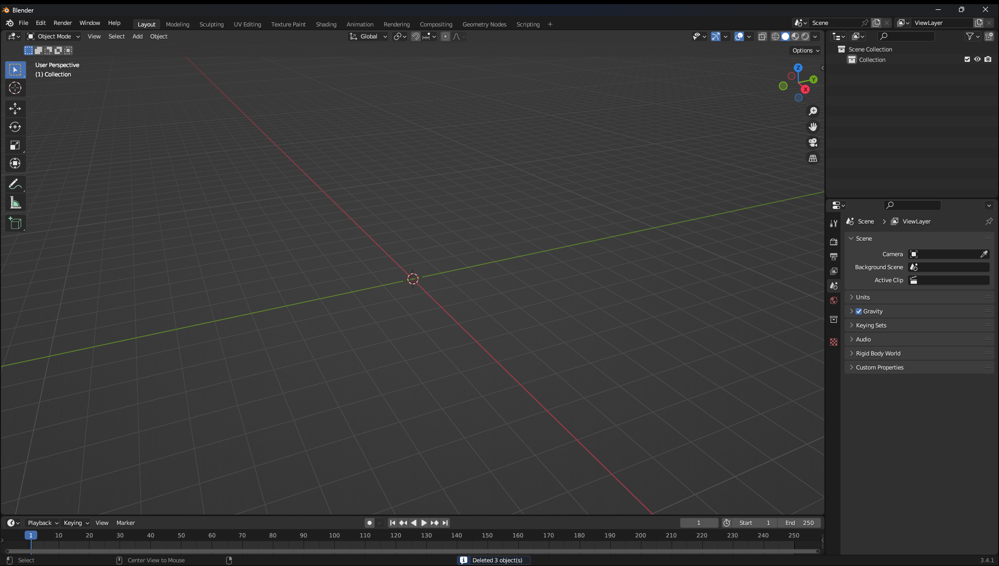 Blender
File Edit Render Window Help Layout Modeling Sculpting UV Editing Texture Paint Shading Animation Rendering Compositing Geometry Nodes Scripting + Scene ViewLayer
Object Mode View Select Add Object Global
Options
User Perspective
(1) Collection
Z
Y
X
Scene Collection
Collection
Scene > ViewLayer
Scene
Camera
Background Scene
Active Clip
Units
Gravity
Keying Sets
Audio
Rigid Body World
Custom Properties
Playback Keying View Marker 1 Start 1 End 250
1 10 20 30 40 50 60 70 80 90 100 110 120 130 140 150 160 170 180 190 200 210 220 230 240 250
Select Center View to Mouse Deleted 3 object(s) 3.4.1